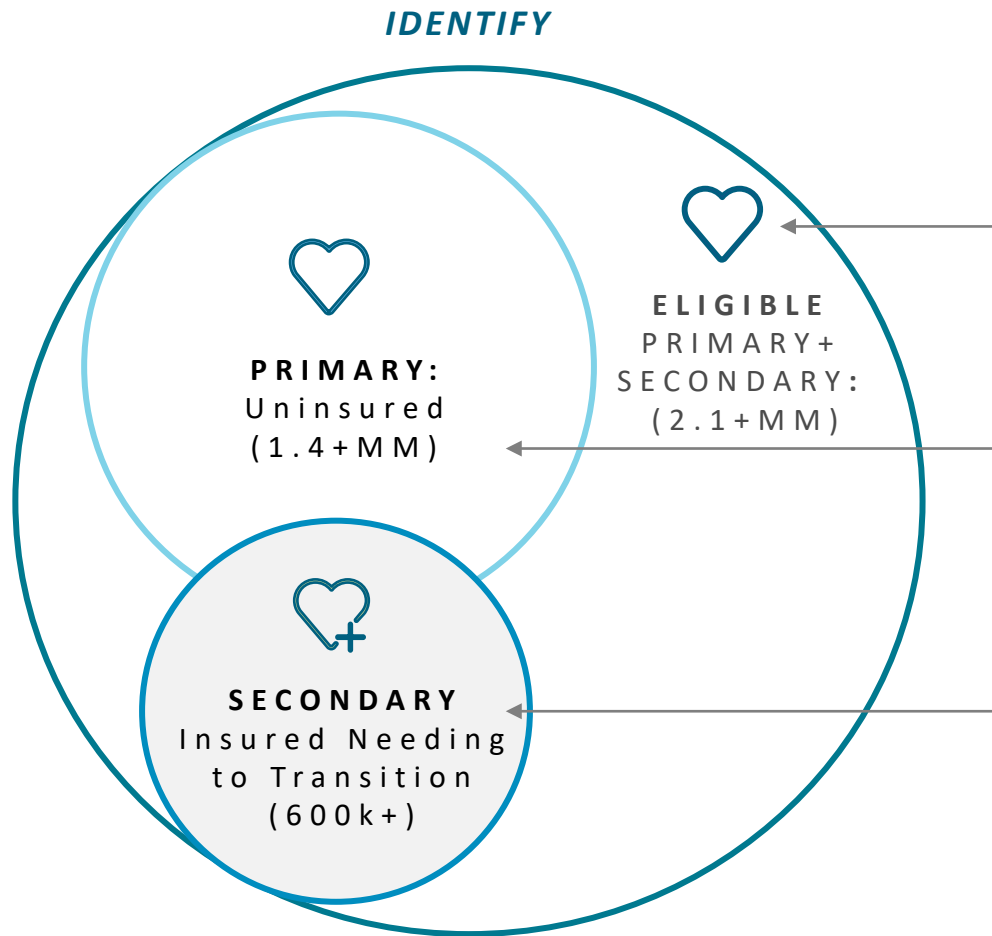 IDENTIFY
ELIGIBLE
PRIMARY+
SECONDARY:
(2.1+MM)
PRIMARY:
Uninsured
(1.4+MM)
SECONDARY
Insured Needing
to Transition
(600k+)